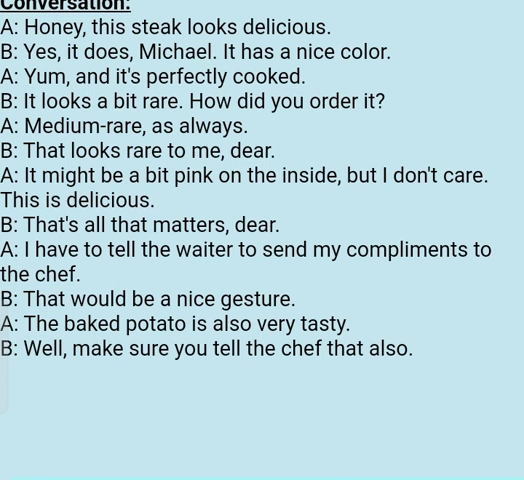 Conversation:
A: Honey, this steak looks delicious.
B: Yes, it does, Michael. It has a nice color.
A: Yum, and it's perfectly cooked.
B: It looks a bit rare. How did you order it?
A: Medium-rare, as always.
B: That looks rare to me, dear.
A: It might be a bit pink on the inside, but I don't care.
This is delicious.
B: That's all that matters, dear.
A: I have to tell the waiter to send my compliments to
the chef.
B: That would be a nice gesture.
A: The baked potato is also very tasty.
B: Well, make sure you tell the chef that also.